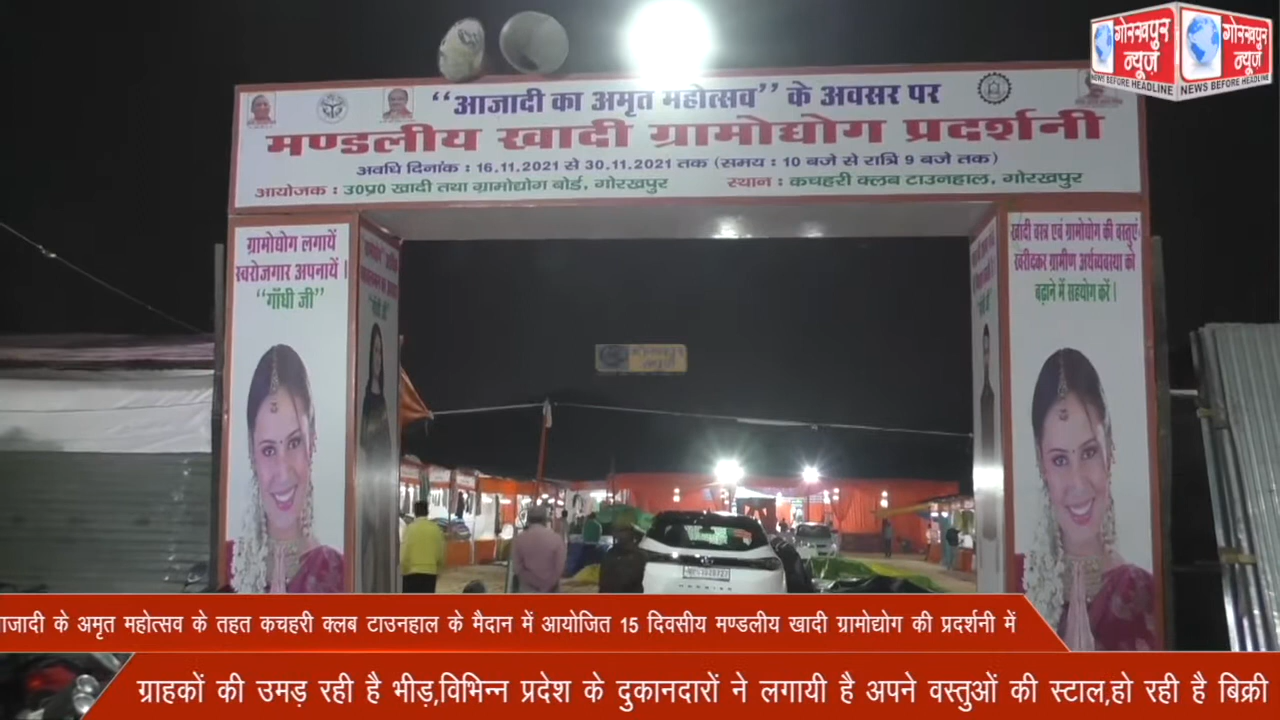 गोरखपुर
न्यूज़
NEWS BEFORE HEADLINE
गोरखपुर
न्यूज़
NEWS BEFORE HEADLINE
‘‘आजादी का अमृत महोत्सव’’ के अवसर पर
मण्डलीय खादी ग्रामोद्योग प्रदर्शनी
अवधि दिनांक : 16.11.2021 से 30.11.2021 तक (समय : 10 बजे से रात्रि 9 बजे तक)
आयोजक : उ०प्र० खादी तथा ग्रामोद्योग बोर्ड, गोरखपुर स्थान : कचहरी क्लब टाउनहाल, गोरखपुर
ग्रामोद्योग लगायें
स्वरोजगार अपनायें।
‘‘गाँधी जी’’
खादी वस्त्र एवं ग्रामोद्योग की वस्तुएं
खरीदकर ग्रामीण अर्थव्यवस्था को
बढ़ाने में सहयोग करें।
आजादी के अमृत महोत्सव के तहत कचहरी क्लब टाउनहाल के मैदान में आयोजित 15 दिवसीय मण्डलीय खादी ग्रामोद्योग की प्रदर्शनी में
ग्राहकों की उमड़ रही है भीड़,विभिन्न प्रदेश के दुकानदारों ने लगायी है अपने वस्तुओं की स्टाल,हो रही है बिक्री